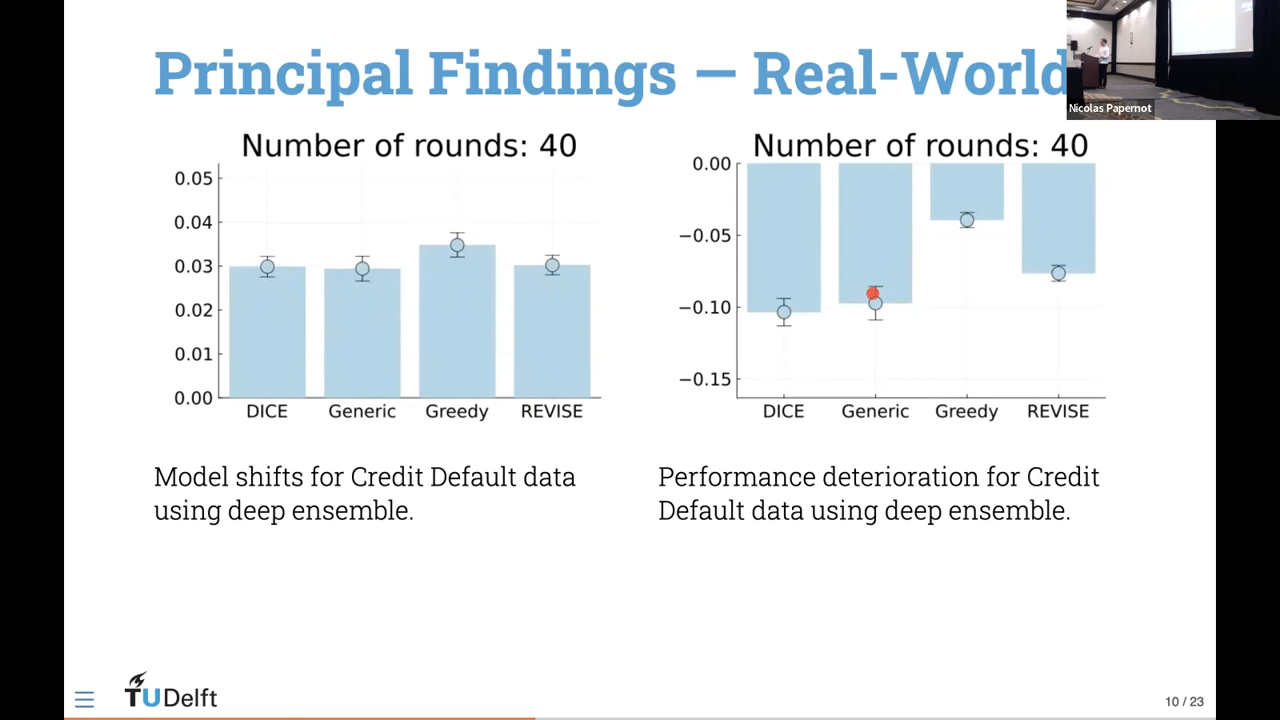 Principal Findings — Real-World
Nicolas Papernot
Number of rounds: 40
0.05
0.04
0.03
0.02
0.01
0.00
DICE Generic Greedy REVISE
Number of rounds: 40
0.00
−0.05
−0.10
−0.15
DICE Generic Greedy REVISE
Model shifts for Credit Default data
using deep ensemble.
Performance deterioration for Credit
Default data using deep ensemble.
TUDelft
10 / 23